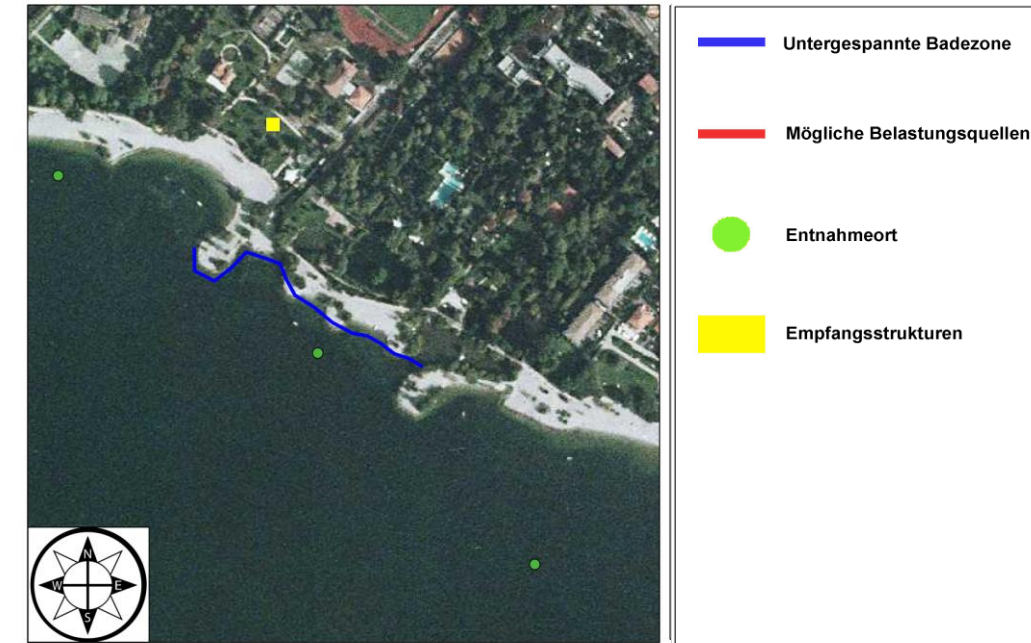 Untergespannte Badezone
Mögliche Belastungsquellen
Entnahmeort
Empfangsstrukturen
N
W E
S